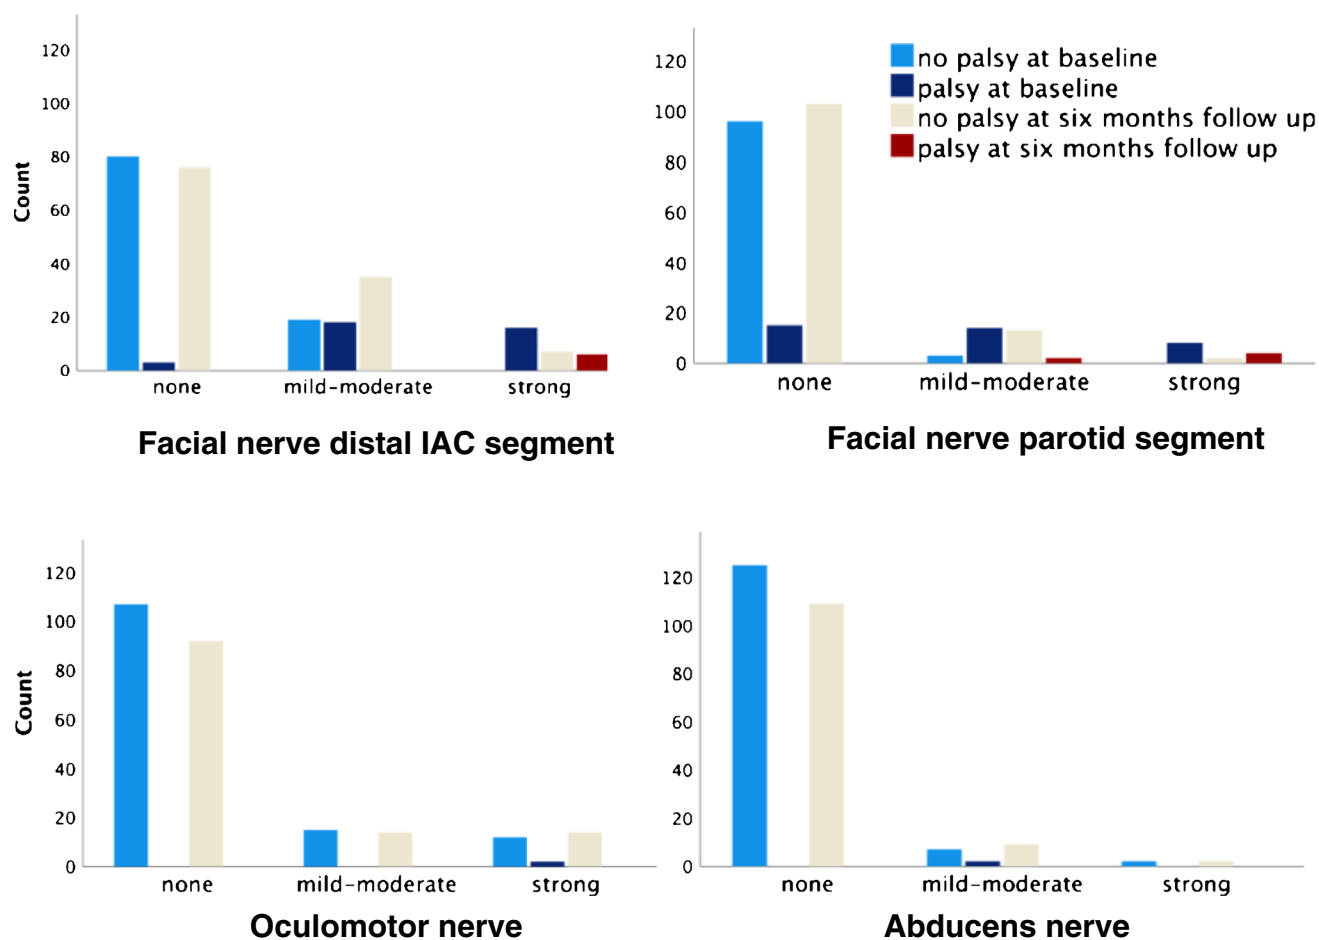 120
100
80
60
40
20
0
Count
none mild-moderate strong
Facial nerve distal IAC segment
120
100
80
60
40
20
0
no palsy at baseline
palsy at baseline
no palsy at six months follow up
palsy at six months follow up
none mild-moderate strong
Facial nerve parotid segment
120
100
80
60
40
20
0
Count
none mild-moderate strong
Oculomotor nerve
120
100
80
60
40
20
0
none mild-moderate strong
Abducens nerve